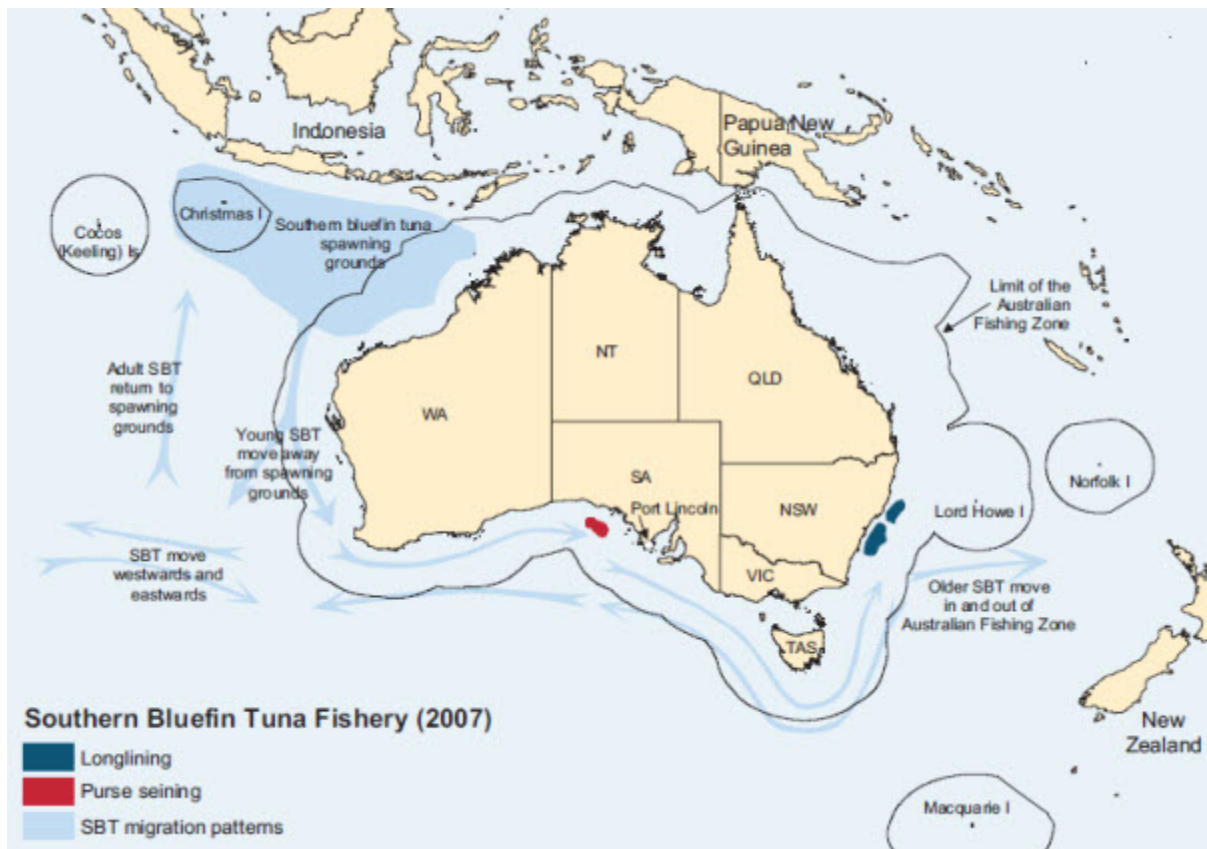 Indonesia
Papua New
Guinea
Christmas I
Cocos
(Keeling) Is
Southern bluefin tuna
spawning
grounds
Limit of the
Australian
Fishing Zone
Adult SBT
return to
spawning
grounds
NT
QLD
WA
Young SBT
move away
from spawning
grounds
SA
Port Lincoln
NSW
Lord Howe I
Norfolk I
SBT move
westwards and
eastwards
VIC
Older SBT move
in and out of
Australian Fishing Zone
TAS
New
Zealand
Macquarie I
Southern Bluefin Tuna Fishery (2007)
Longlining
Purse seining
SBT migration patterns